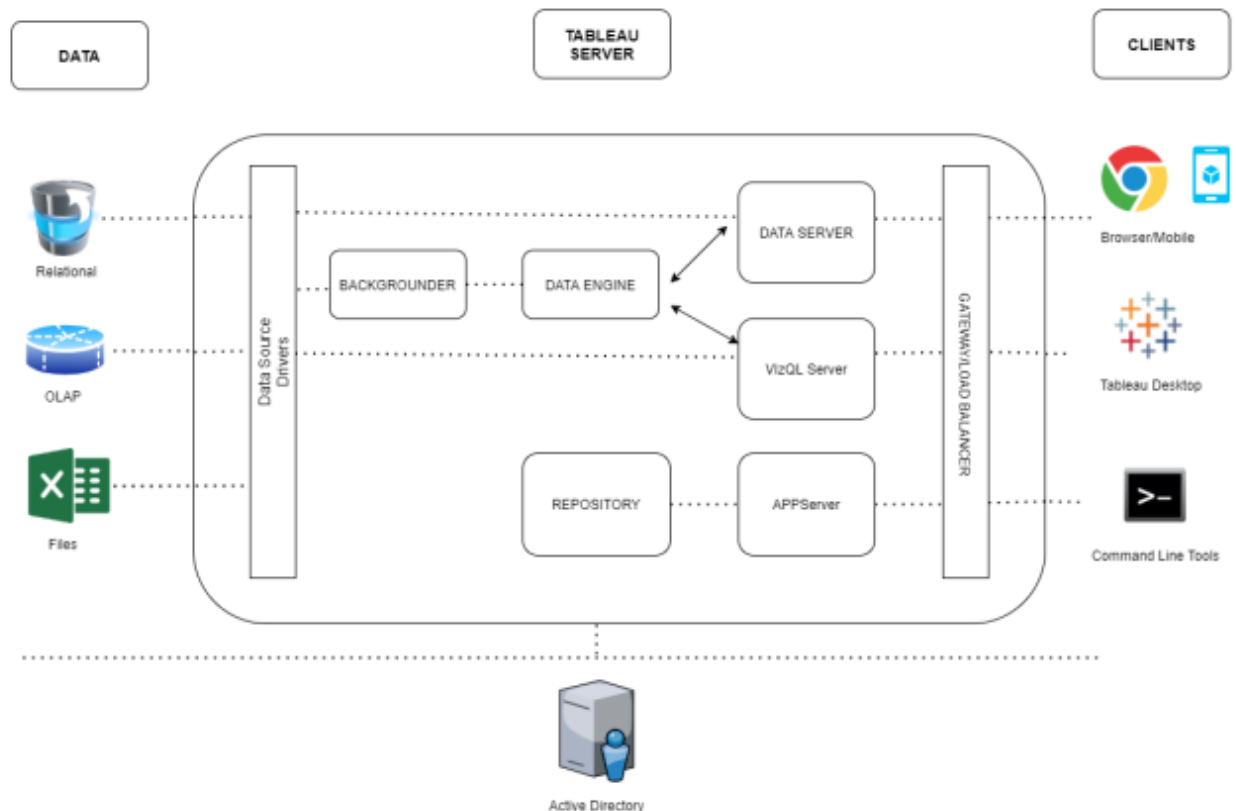 DATA
TABLEAU
SERVER
CLIENTS
Relational
OLAP
Files
Data Source
Drivers
BACKGROUNDER
DATA ENGINE
DATA SERVER
VizQL Server
REPOSITORY
APPServer
GATEWAY/LOAD BALANCER
Browser/Mobile
Tableau Desktop
>-
Command Line Tools
Active Directory